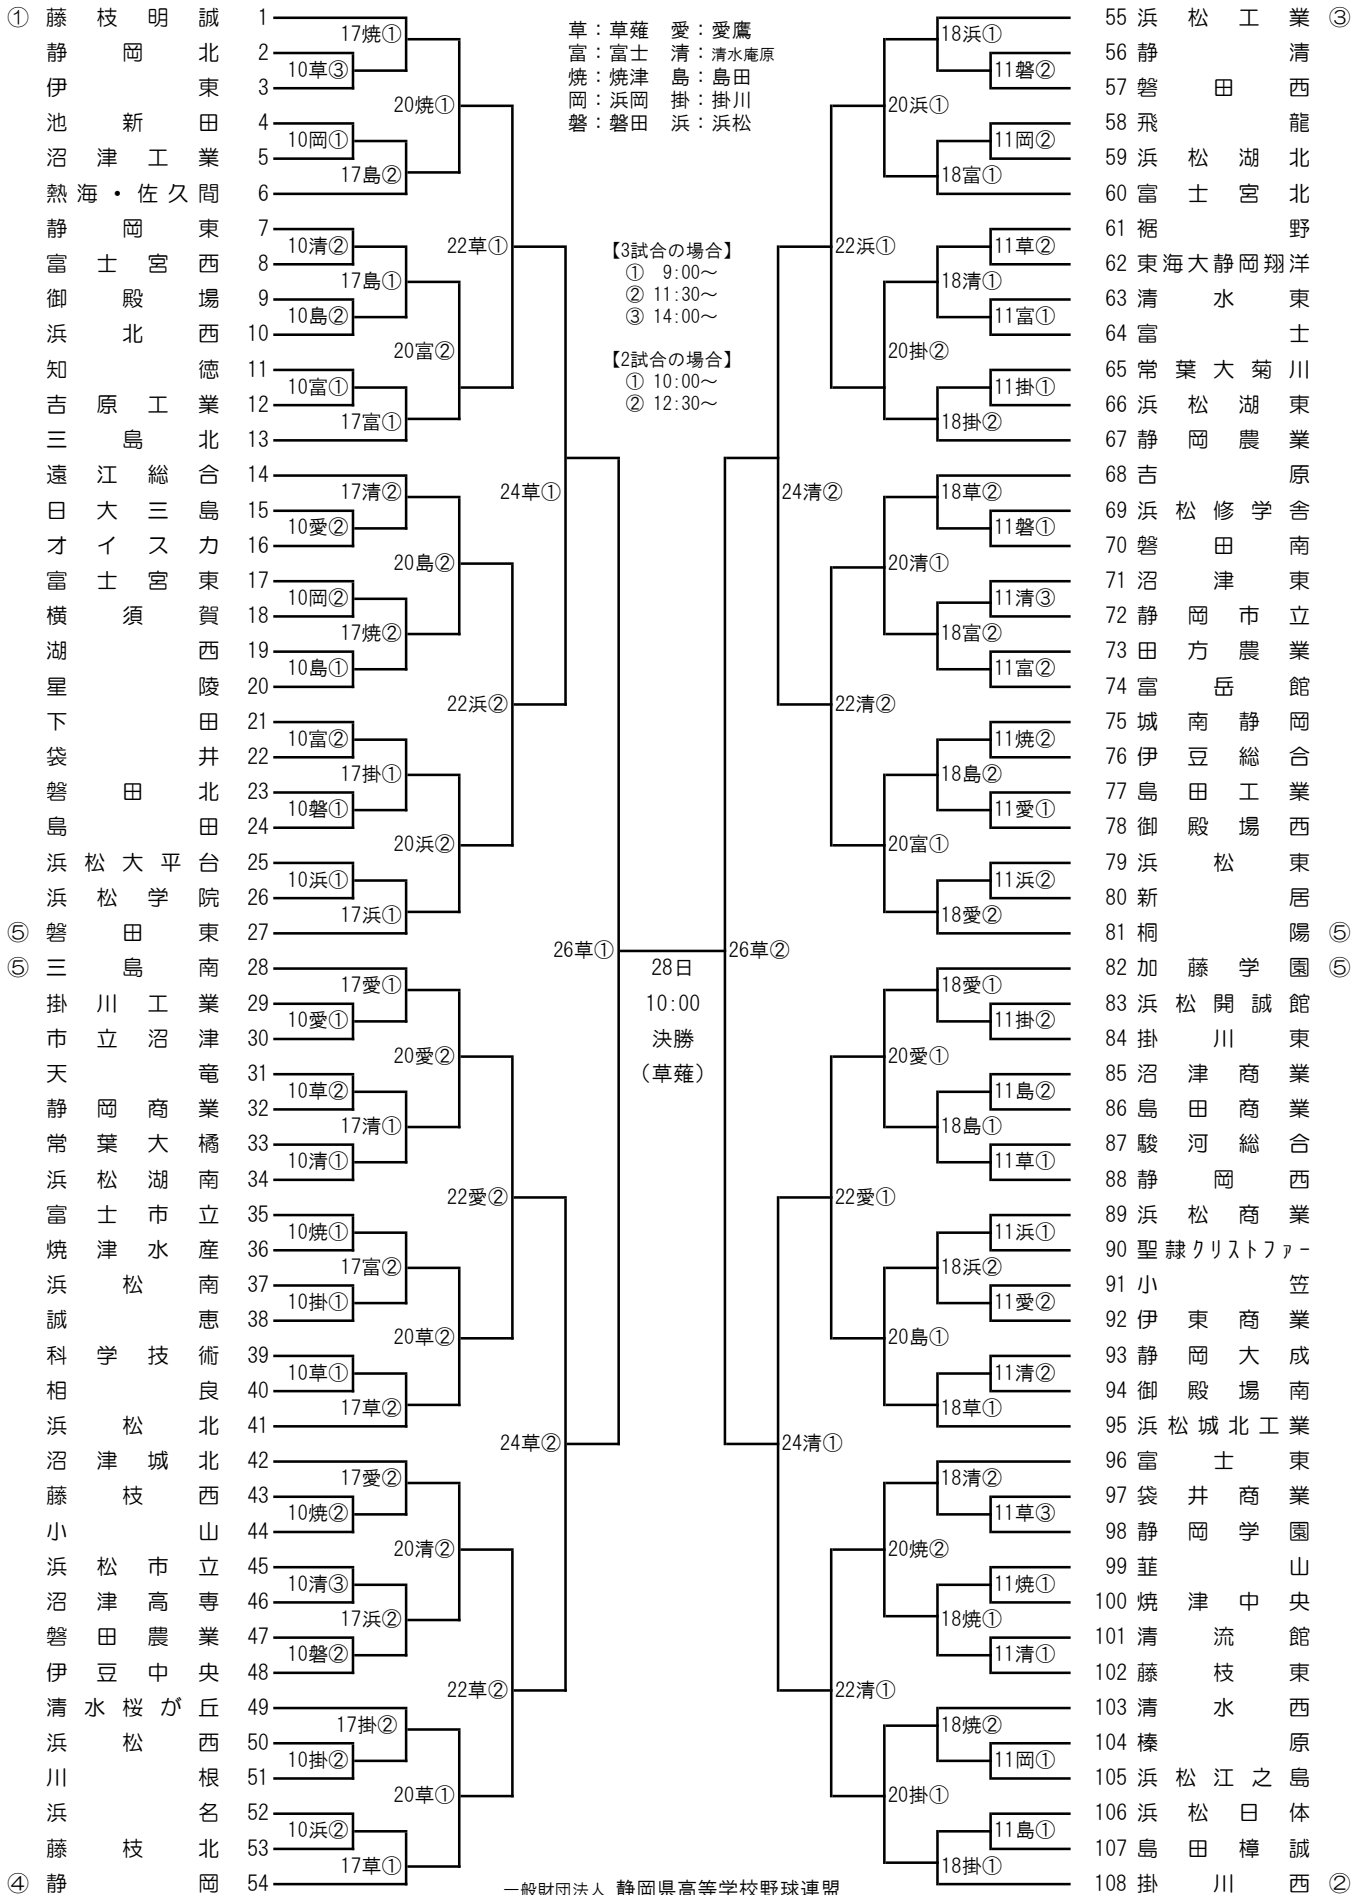 ① 藤枝明誠 1
静岡北 2
伊東 3
池新田 4
沼津工業 5
熱海・佐久間 6
静岡東 7
富士宮西 8
御殿場 9
浜北西 10
知徳 11
吉原工業 12
三島北 13
遠江総合 14
日大三島 15
オイスカ 16
富士宮東 17
横須賀 18
湖西 19
星陵 20
下田 21
袋井 22
磐田北 23
島田 24
浜松大平台 25
浜松学院 26
⑤ 磐田東 27
⑤ 三島南 28
掛川工業 29
市立沼津 30
天竜 31
静岡商業 32
常葉大橘 33
浜松湖南 34
富士市立 35
焼津水産 36
浜松南 37
誠恵 38
科学技術 39
相良 40
浜松北 41
沼津城北 42
藤枝西 43
小山 44
浜松市立 45
沼津高専 46
磐田農業 47
伊豆中央 48
清水桜が丘 49
浜松西 50
川根 51
浜名 52
藤枝北 53
④ 静岡 54
10草③
10岡①
10清②
10島②
10富①
10愛②
10岡②
10島①
10富②
10磐①
10浜①
10愛①
10草②
10清①
10焼①
10掛①
10草①
10焼②
10清③
10磐②
10掛②
10浜②
17焼①
17島②
17島①
17富①
17清②
17焼②
17掛①
17浜①
17愛①
17清①
17富②
17草②
17愛②
17浜②
17掛②
17草①
20焼①
20富②
20島②
20浜②
20愛②
20草②
20清②
20草①
22草①
22浜②
22愛②
22草②
24草①
24草②
26草①
草：草薙 愛：愛鷹
富：富士 清：清水庵原
焼：焼津 島：島田
岡：浜岡 掛：掛川
磐：磐田 浜：浜松
【3試合の場合】
① 9:00～
② 11:30～
③ 14:00～
【2試合の場合】
① 10:00～
② 12:30～
28日
10:00
決勝
（草薙）
26草②
24清②
24清①
22浜①
22清②
22愛①
22清①
20浜①
20掛②
20清①
20富①
20愛①
20島①
20焼②
20掛①
18浜①
18富①
18清①
18掛②
18草②
18富②
18島②
18愛②
18愛①
18島①
18浜②
18草①
18清②
18焼①
18焼②
18掛①
11磐②
11岡②
11草②
11富①
11掛①
11磐①
11清③
11富②
11焼②
11愛①
11浜②
11掛②
11島②
11草①
11浜①
11愛②
11清②
11草③
11焼①
11清①
11岡①
11島①
55 浜松工業 ③
56 静清
57 磐田西
58 飛龍
59 浜松湖北
60 富士宮北
61 裾野
62 東海大静岡翔洋
63 清水東
64 富士
65 常葉大菊川
66 浜松湖東
67 静岡農業
68 吉原
69 浜松修学舎
70 磐田南
71 沼津東
72 静岡市立
73 田方農業
74 富岳館
75 城南静岡
76 伊豆総合
77 島田工業
78 御殿場西
79 浜松東
80 新居
81 桐陽 ⑤
82 加藤学園 ⑤
83 浜松開誠館
84 掛川東
85 沼津商業
86 島田商業
87 駿河総合
88 静岡西
89 浜松商業
90 聖隷クリストファー
91 小笠
92 伊東商業
93 静岡大成
94 御殿場南
95 浜松城北工業
96 富士東
97 袋井商業
98 静岡学園
99 韮山
100 焼津中央
101 清流館
102 藤枝東
103 清水西
104 榛原
105 浜松江之島
106 浜松日体
107 島田樟誠
108 掛川西 ②
一般財団法人 静岡県高等学校野球連盟